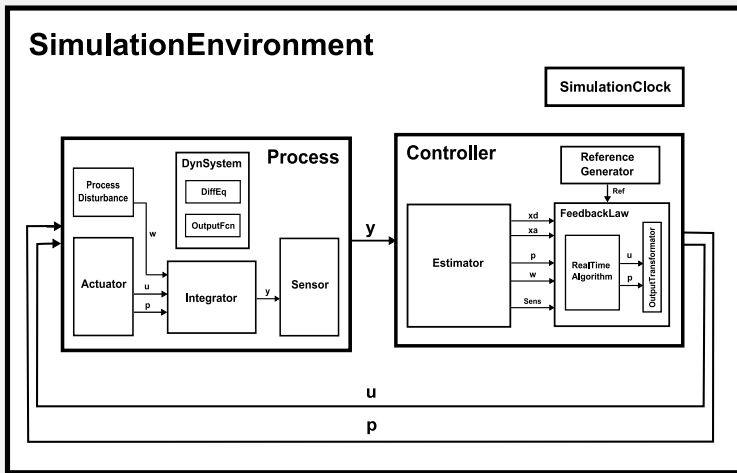 SimulationEnvironment
SimulationClock
Process
DynSystem
DiffEq
OutputFcn
Process
Disturbance
w
Actuator
u
p
Integrator
y
Sensor
y
Controller
Reference
Generator
Ref
Estimator
xd
xa
p
w
Sens
FeedbackLaw
RealTime
Algorithm
u
p
OutputTransformator
u
p